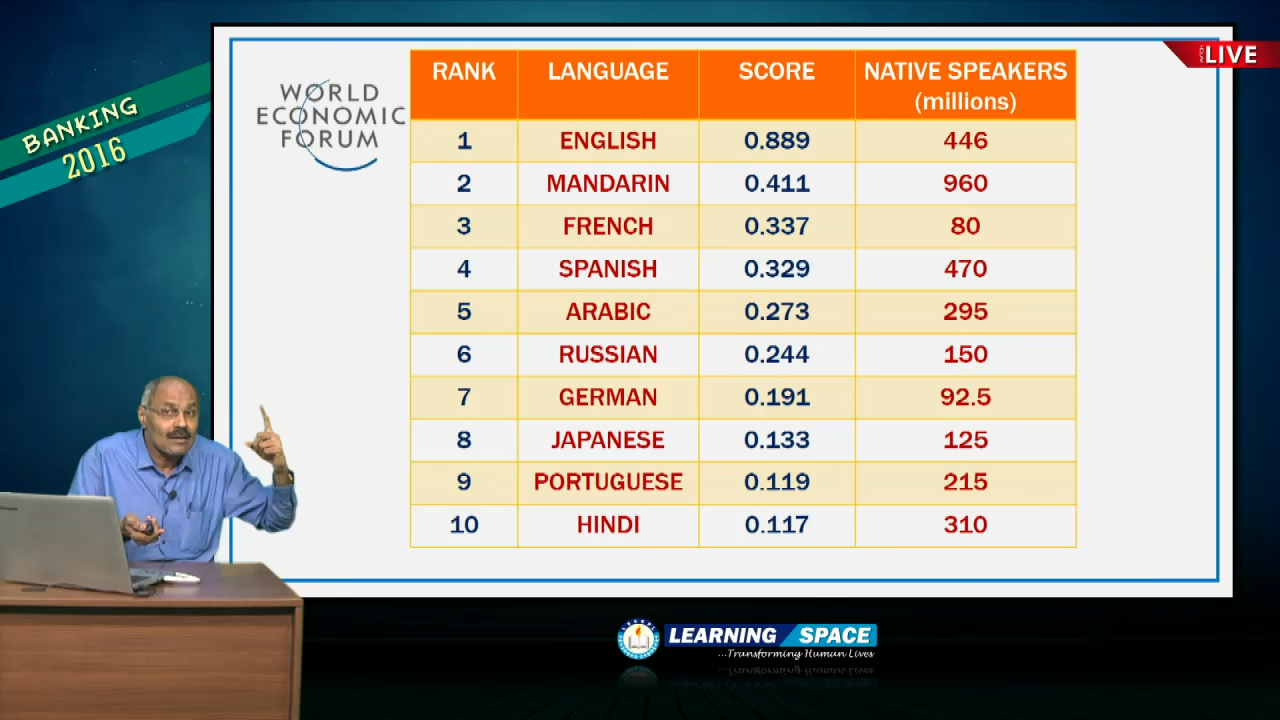 LIVE
BANKING
2016
WORLD
ECONOMIC
FORUM
RANK LANGUAGE SCORE NATIVE SPEAKERS
(millions)
1 ENGLISH 0.889 446
2 MANDARIN 0.411 960
3 FRENCH 0.337 80
4 SPANISH 0.329 470
5 ARABIC 0.273 295
6 RUSSIAN 0.244 150
7 GERMAN 0.191 92.5
8 JAPANESE 0.133 125
9 PORTUGUESE 0.119 215
10 HINDI 0.117 310
LEARNING SPACE
...Transforming Human Lives